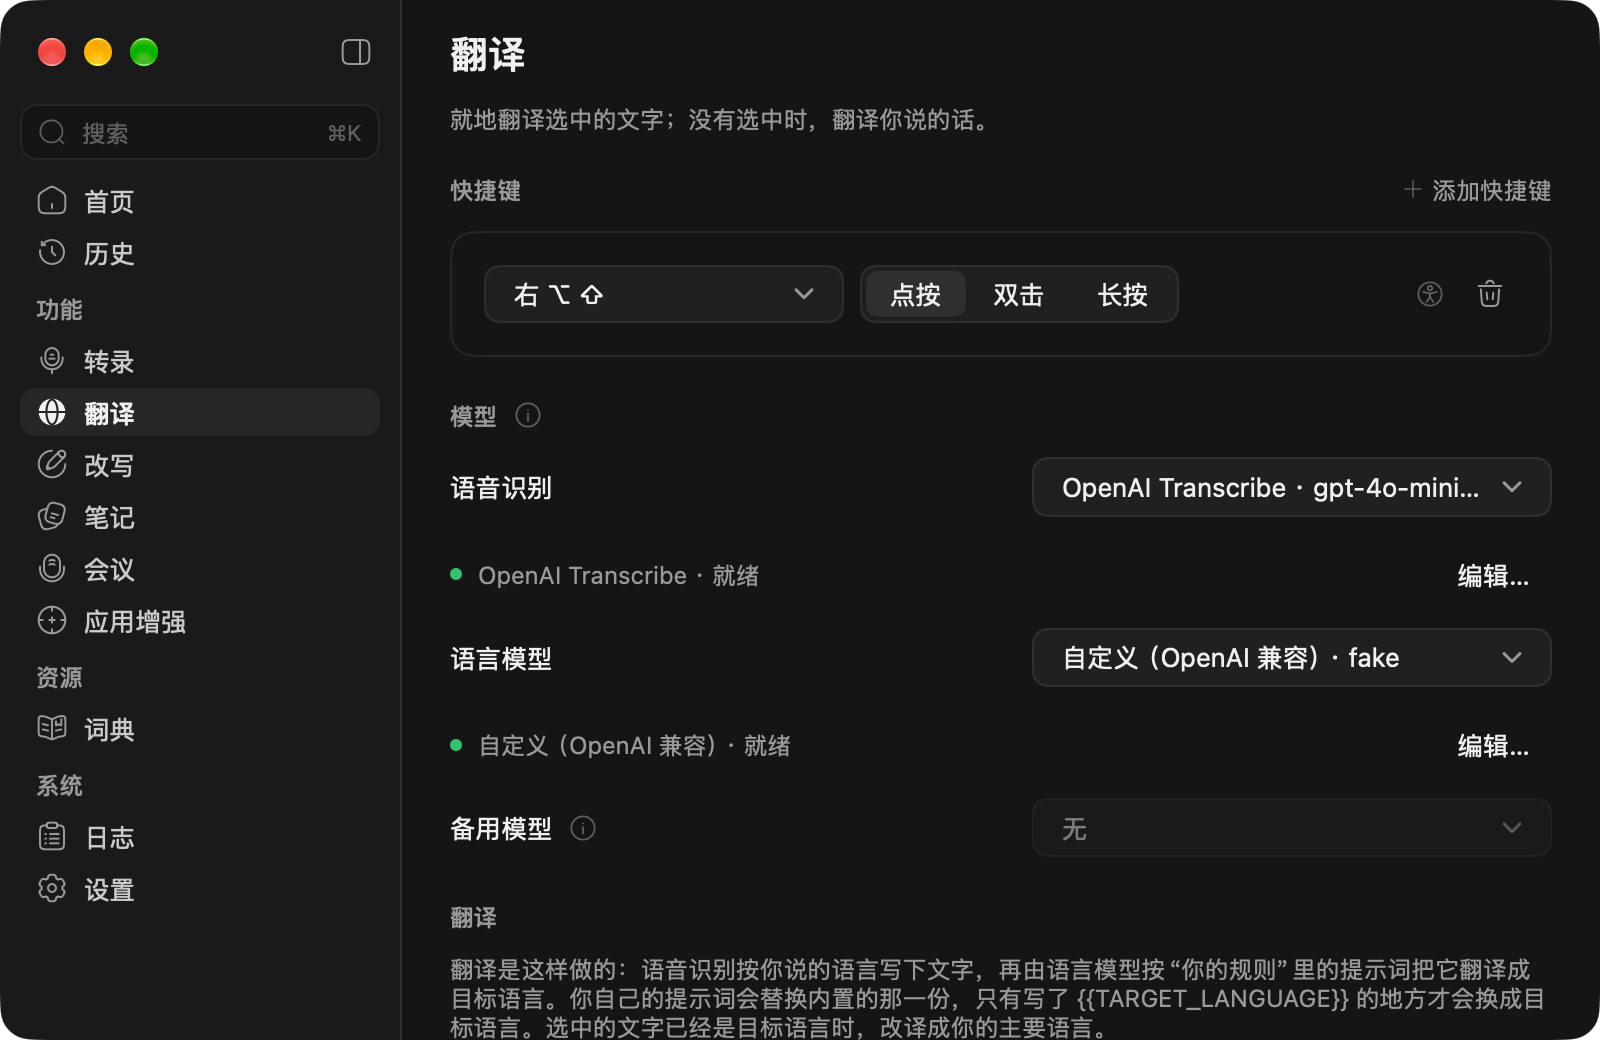 搜索 ⌘K
首页
历史
功能
转录
翻译
改写
笔记
会议
应用增强
资源
词典
系统
日志
设置
翻译
就地翻译选中的文字；没有选中时，翻译你说的话。
快捷键
添加快捷键
右 ⌥ ⇧
点按 双击 长按
模型
语音识别
OpenAI Transcribe · gpt-4o-mini...
OpenAI Transcribe · 就绪
编辑...
语言模型
自定义（OpenAI 兼容）· fake
自定义（OpenAI 兼容）· 就绪
编辑...
备用模型
无
翻译
翻译是这样做的：语音识别按你说的语言写下文字，再由语言模型按 “你的规则” 里的提示词把它翻译成
目标语言。你自己的提示词会替换内置的那一份，只有写了 {{TARGET_LANGUAGE}} 的地方才会换成目
标语言。选中的文字已经是目标语言时，改译成你的主要语言。